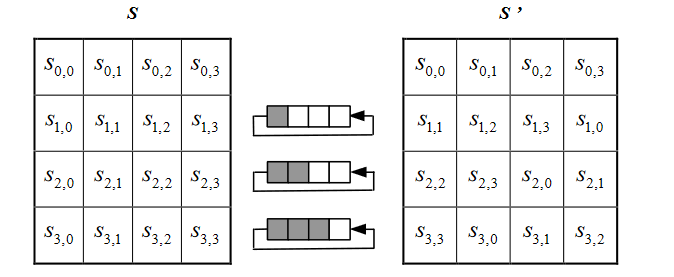 S S '
S0,0 S0,1 S0,2 S0,3 S0,0 S0,1 S0,2 S0,3
S1,0 S1,1 S1,2 S1,3 S1,1 S1,2 S1,3 S1,0
S2,0 S2,1 S2,2 S2,3 S2,2 S2,3 S2,0 S2,1
S3,0 S3,1 S3,2 S3,3 S3,3 S3,0 S3,1 S3,2